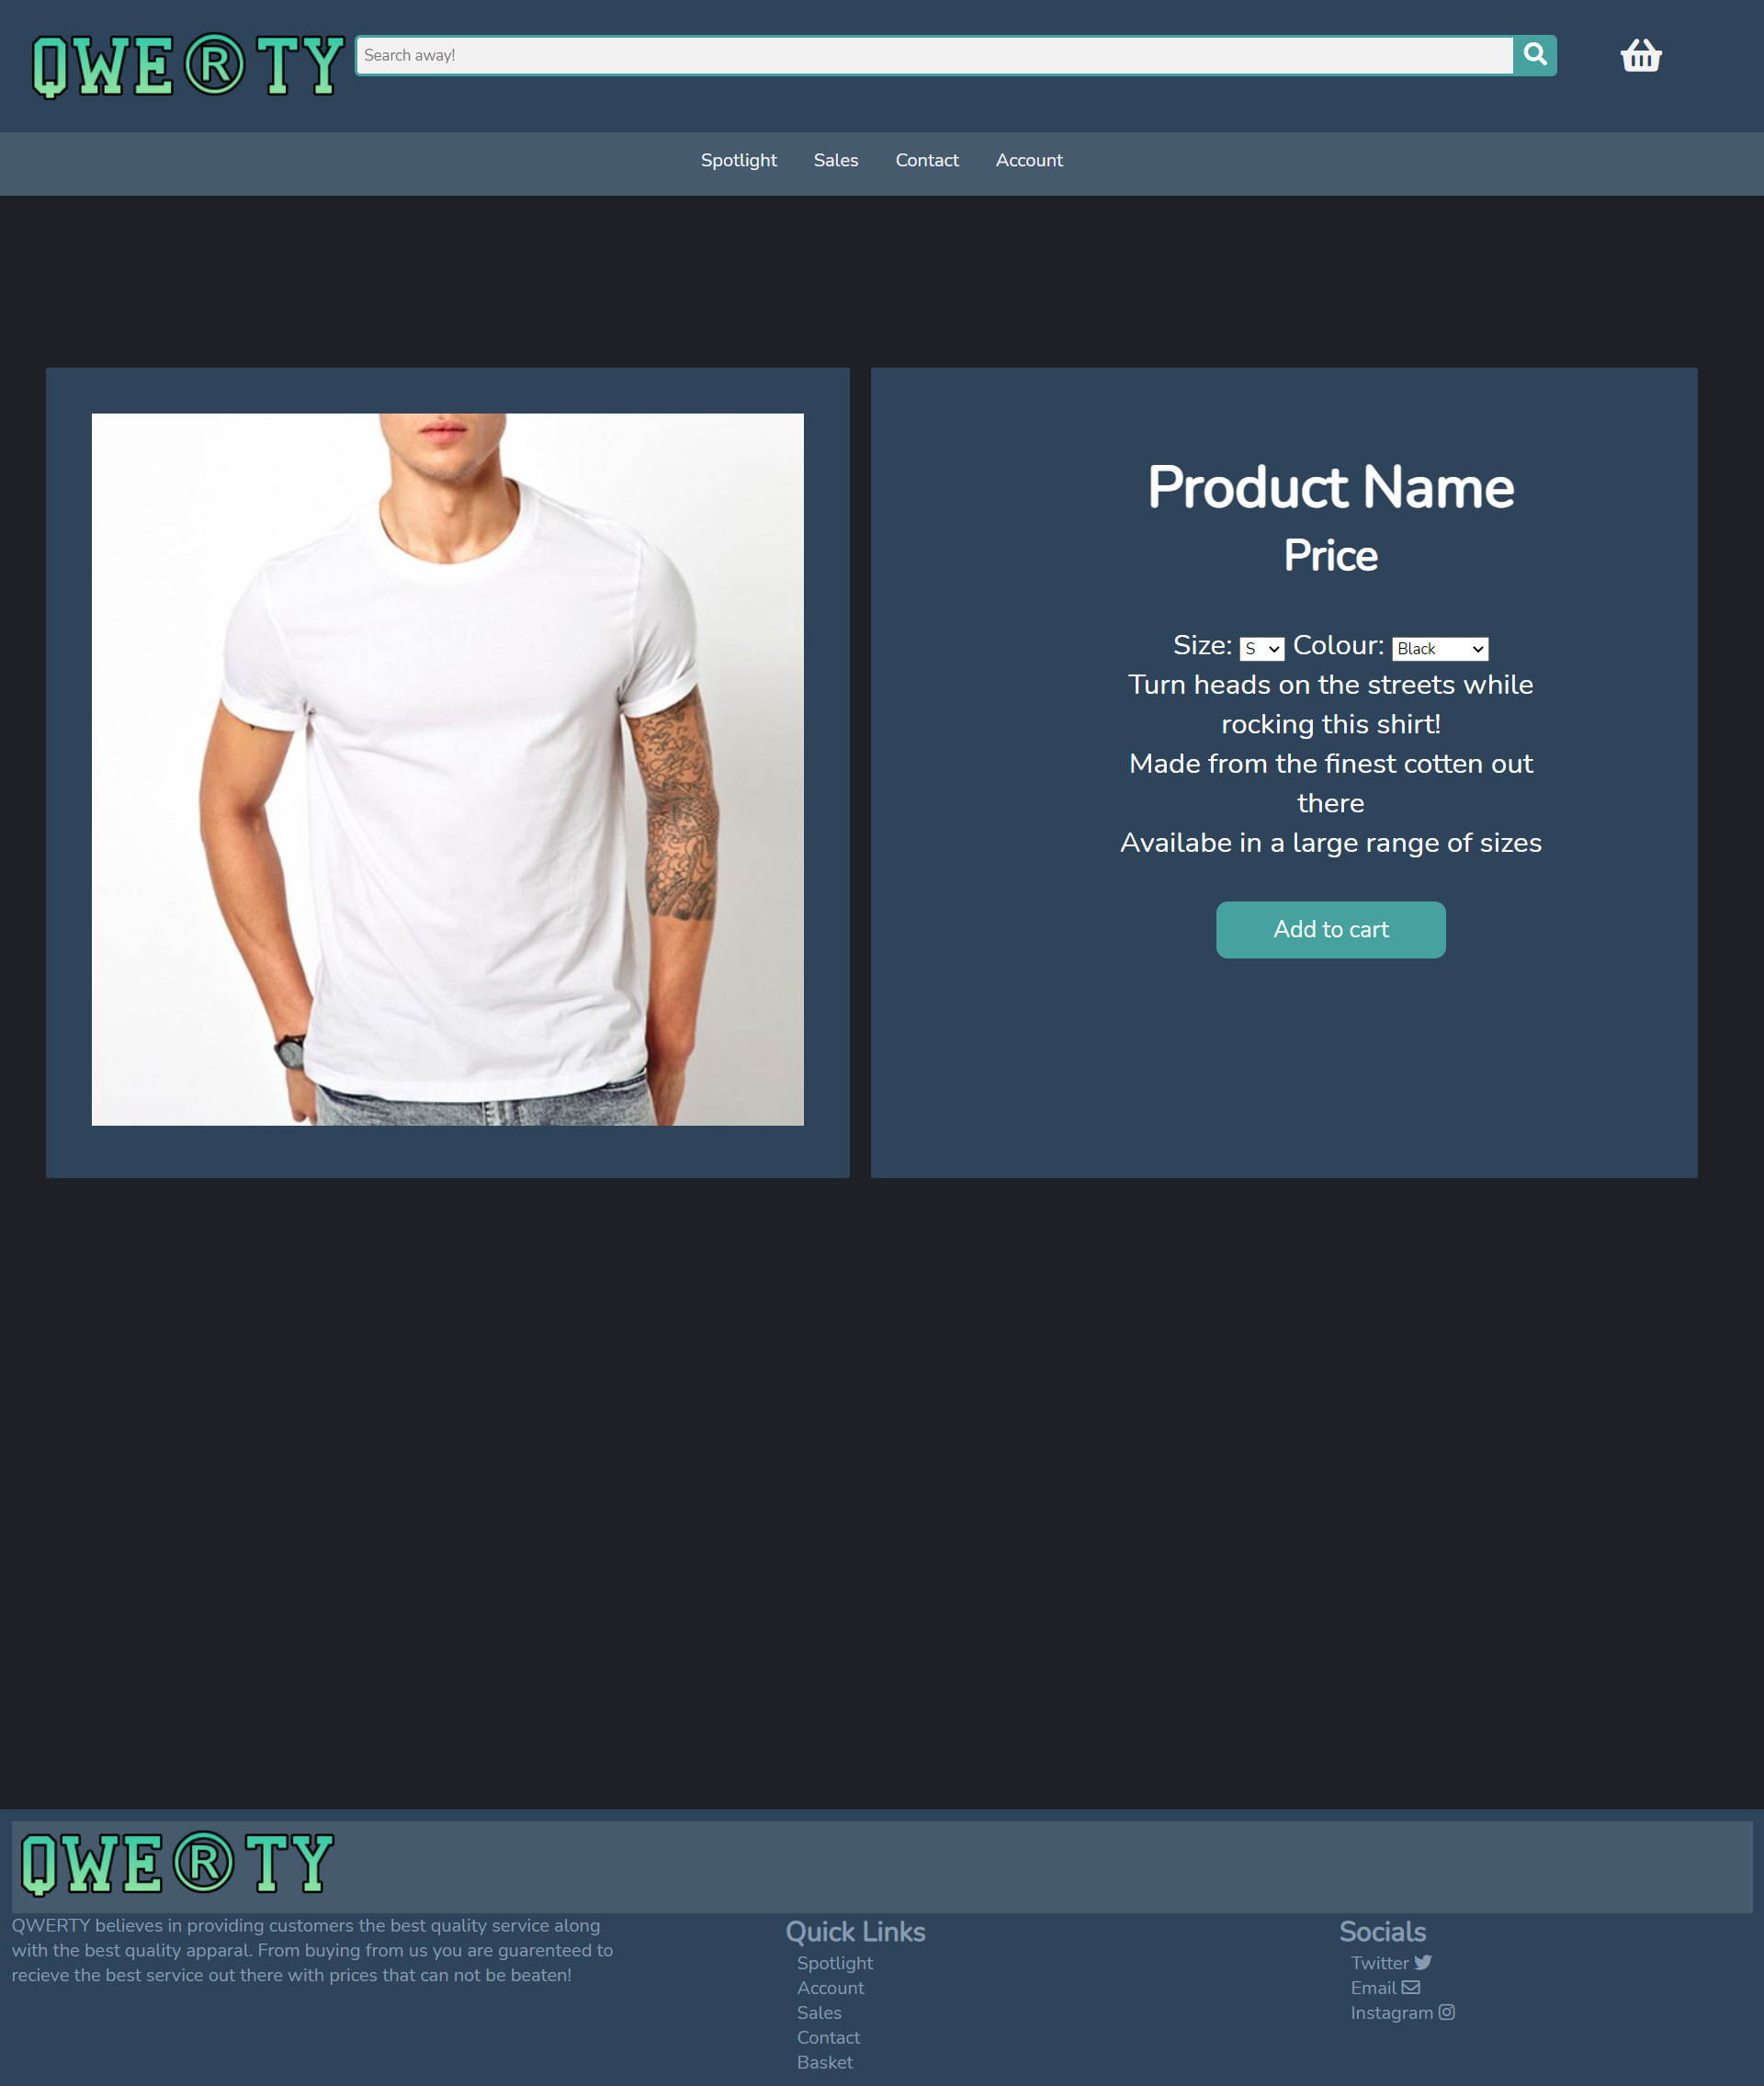 QWE®TY
Search away!
Spotlight Sales Contact Account
Product Name
Price
Size: S Colour: Black
Turn heads on the streets while
rocking this shirt!
Made from the finest cotten out
there
Availabe in a large range of sizes
Add to cart
QWE®TY
QWERTY believes in providing customers the best quality service along
with the best quality apparal. From buying from us you are guarenteed to
recieve the best service out there with prices that can not be beaten!
Quick Links
Spotlight
Account
Sales
Contact
Basket
Socials
Twitter
Email
Instagram